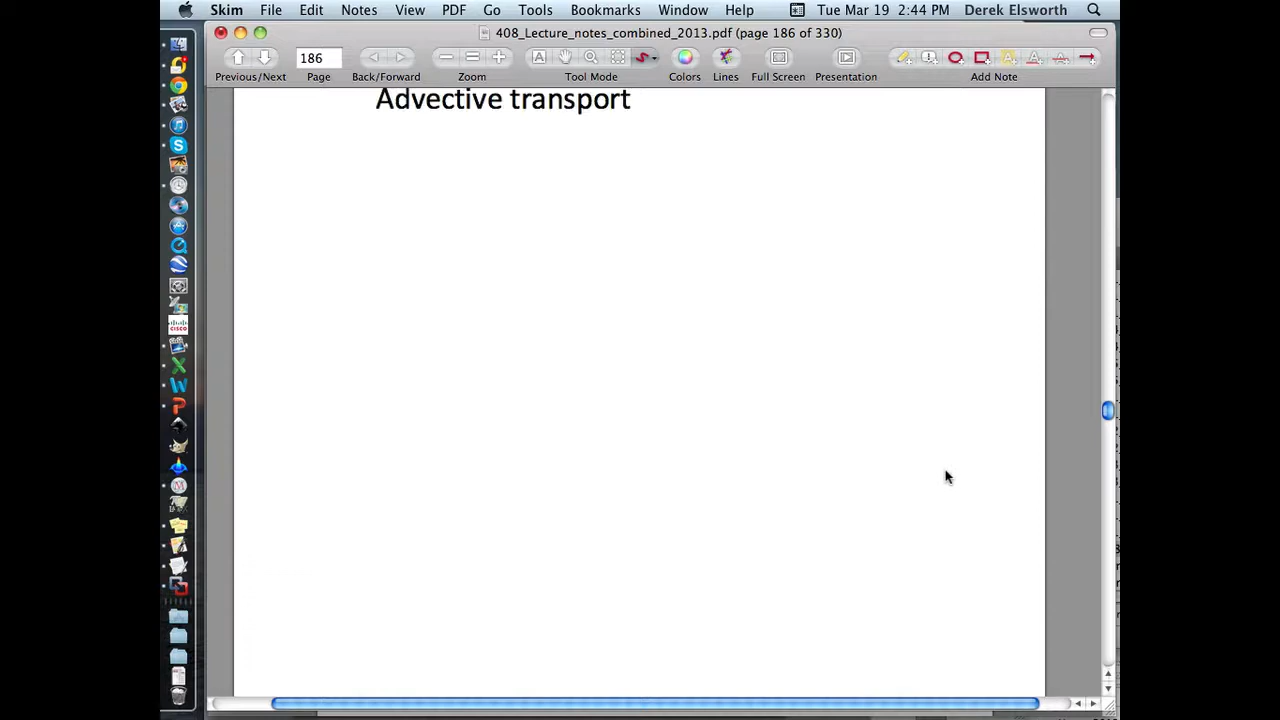 Skim File Edit Notes View PDF Go Tools Bookmarks Window Help Tue Mar 19 2:44 PM Derek Elsworth
408_Lecture_notes_combined_2013.pdf (page 186 of 330)
186
Previous/Next Page Back/Forward Zoom Tool Mode Colors Lines Full Screen Presentation Add Note
Advective transport
CISCO